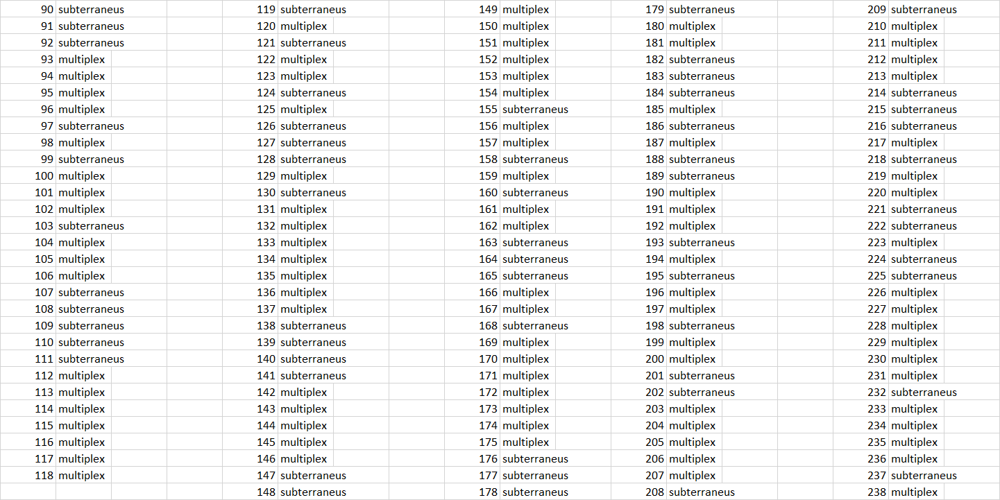 90 subterraneus 119 subterraneus 149 multiplex 179 subterraneus 209 subterraneus
91 subterraneus 120 multiplex 150 multiplex 180 multiplex 210 multiplex
92 subterraneus 121 subterraneus 151 multiplex 181 multiplex 211 multiplex
93 multiplex 122 multiplex 152 multiplex 182 subterraneus 212 multiplex
94 multiplex 123 multiplex 153 multiplex 183 subterraneus 213 multiplex
95 multiplex 124 subterraneus 154 multiplex 184 subterraneus 214 subterraneus
96 multiplex 125 multiplex 155 subterraneus 185 multiplex 215 subterraneus
97 subterraneus 126 subterraneus 156 multiplex 186 subterraneus 216 subterraneus
98 multiplex 127 subterraneus 157 multiplex 187 multiplex 217 multiplex
99 subterraneus 128 subterraneus 158 subterraneus 188 subterraneus 218 subterraneus
100 multiplex 129 multiplex 159 multiplex 189 subterraneus 219 multiplex
101 multiplex 130 subterraneus 160 subterraneus 190 multiplex 220 multiplex
102 multiplex 131 multiplex 161 multiplex 191 multiplex 221 subterraneus
103 subterraneus 132 multiplex 162 multiplex 192 multiplex 222 subterraneus
104 multiplex 133 multiplex 163 subterraneus 193 subterraneus 223 multiplex
105 multiplex 134 multiplex 164 subterraneus 194 multiplex 224 subterraneus
106 multiplex 135 multiplex 165 subterraneus 195 subterraneus 225 subterraneus
107 subterraneus 136 multiplex 166 multiplex 196 multiplex 226 multiplex
108 subterraneus 137 multiplex 167 multiplex 197 multiplex 227 multiplex
109 subterraneus 138 subterraneus 168 subterraneus 198 subterraneus 228 multiplex
110 subterraneus 139 subterraneus 169 multiplex 199 multiplex 229 multiplex
111 subterraneus 140 subterraneus 170 multiplex 200 multiplex 230 multiplex
112 multiplex 141 subterraneus 171 multiplex 201 subterraneus 231 multiplex
113 multiplex 142 multiplex 172 multiplex 202 subterraneus 232 subterraneus
114 multiplex 143 multiplex 173 multiplex 203 multiplex 233 multiplex
115 multiplex 144 multiplex 174 multiplex 204 multiplex 234 multiplex
116 multiplex 145 multiplex 175 multiplex 205 multiplex 235 multiplex
117 multiplex 146 multiplex 176 subterraneus 206 multiplex 236 multiplex
118 multiplex 147 subterraneus 177 subterraneus 207 multiplex 237 subterraneus
148 subterraneus 178 subterraneus 208 subterraneus 238 multiplex